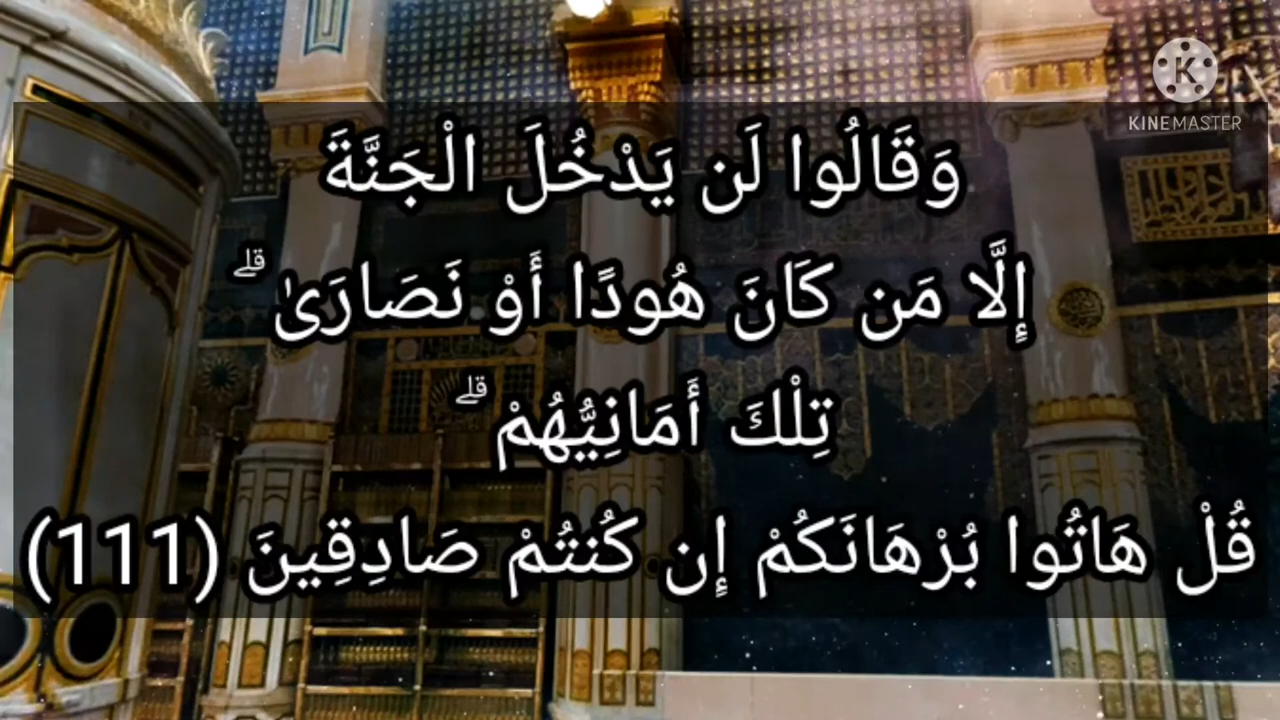 وَقَالُوا لَن يَدْخُلَ الْجَنَّةَ
إِلَّا مَن كَانَ هُودًا أَوْ نَصَارَىٰ ۗ
تِلْكَ أَمَانِيُّهُمْ ۗ
قُلْ هَاتُوا بُرْهَانَكُمْ إِن كُنتُمْ صَادِقِينَ (111)
K
KINEMASTER